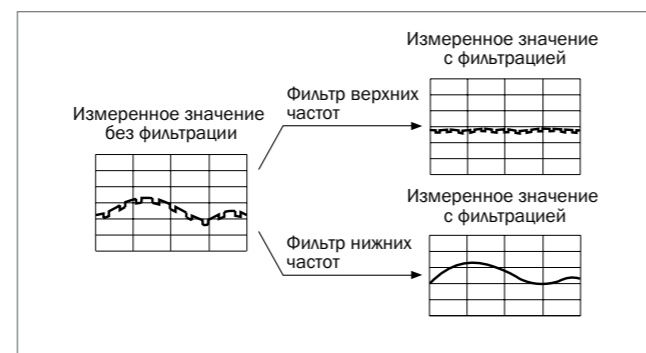 Измеренное значение
без фильтрации
Фильтр верхних
частот
Измеренное значение
с фильтрацией
Фильтр нижних
частот
Измеренное значение
с фильтрацией